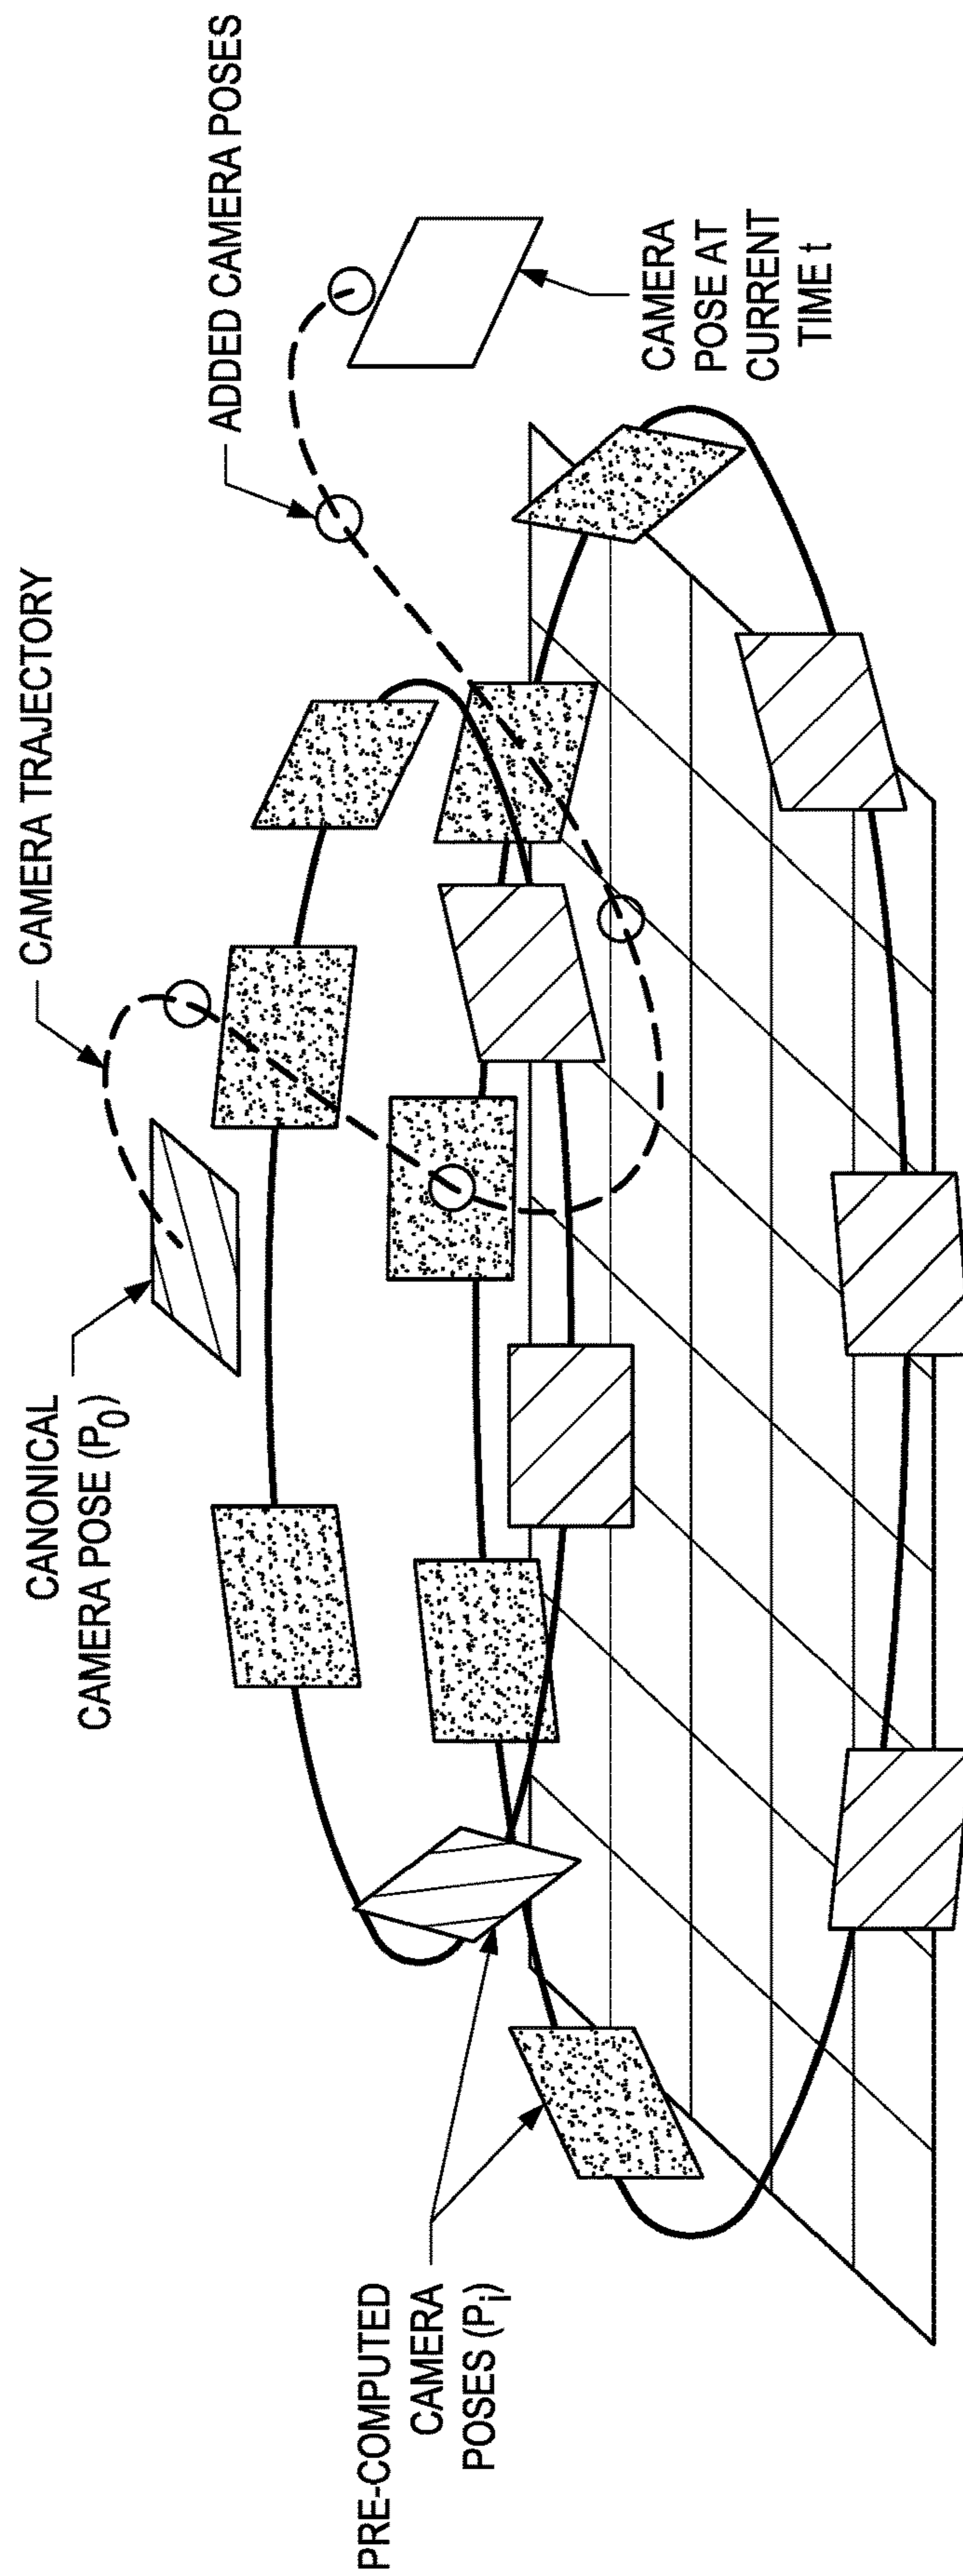 PRE-COMPUTED
CAMERA
POSES (Pi)
CANONICAL
CAMERA POSE (P0)
CAMERA TRAJECTORY
ADDED CAMERA POSES
CAMERA
POSE AT
CURRENT
TIME t